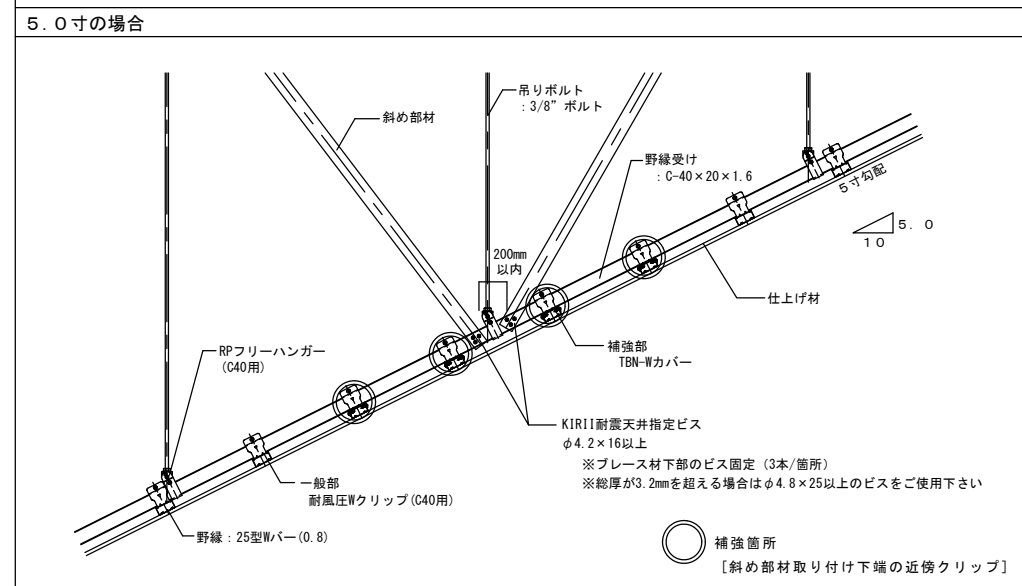 5.0寸の場合
吊りボルト
:3/8”ボルト
斜め部材
野縁受け
:C-40×20×1.6
5寸勾配
5.0
10
200mm
以内
仕上げ材
RPフリーハンガー
(C40用)
補強部
TBN-Wカバー
KIRII耐震天井指定ビス
φ4.2×16以上
※ブレース材下部のビス固定 (3本/箇所)
※総厚が3.2mmを超える場合はφ4.8×25以上のビスをご使用下さい
一般部
耐風圧Wクリップ(C40用)
野縁:25型Wバー(0.8)
補強箇所
[斜め部材取り付け下端の近傍クリップ]